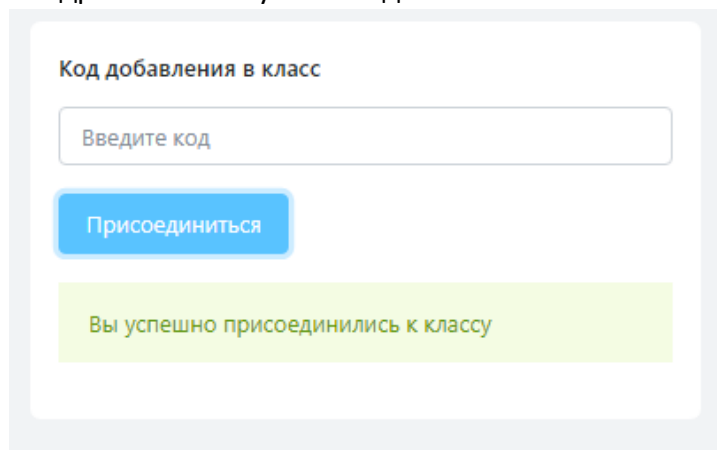 Код добавления в класс
Введите код
Присоединиться
Вы успешно присоединились к классу